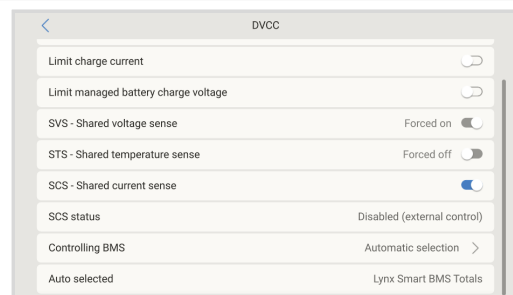 DVCC
Limit charge current
Limit managed battery charge voltage
SVS - Shared voltage sense Forced on
STS - Shared temperature sense Forced off
SCS - Shared current sense
SCS status Disabled (external control)
Controlling BMS Automatic selection
Auto selected Lynx Smart BMS Totals